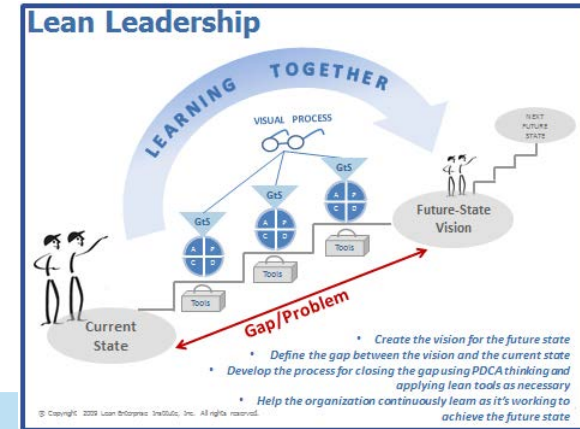 Lean Leadership
LEARNING TOGETHER
VISUAL PROCESS
NEXT
FUTURE
STATE
GtS
GtS
GtS
A P
C D
A P
C D
A P
C D
Tools
Tools
Tools
Future-State
Vision
Gap/Problem
Current
State
• Create the vision for the future state
• Define the gap between the vision and the current state
• Develop the process for closing the gap using PDCA thinking and
applying lean tools as necessary
• Help the organization continuously learn as it's working to
achieve the future state
© Copyright 2009 Lean Enterprise Institute, Inc. All rights reserved.